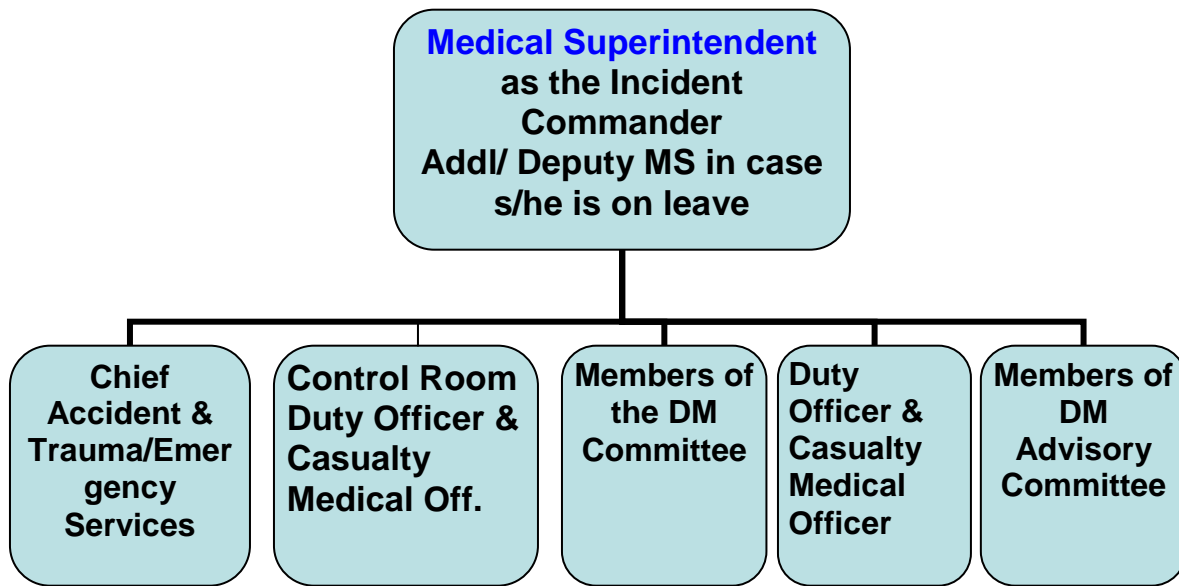 Medical Superintendent
as the Incident
Commander
Addl/ Deputy MS in case
s/he is on leave
Chief
Accident &
Trauma/Emer
gency
Services
Control Room
Duty Officer &
Casualty
Medical Off.
Members of
the DM
Committee
Duty
Officer &
Casualty
Medical
Officer
Members of
DM
Advisory
Committee